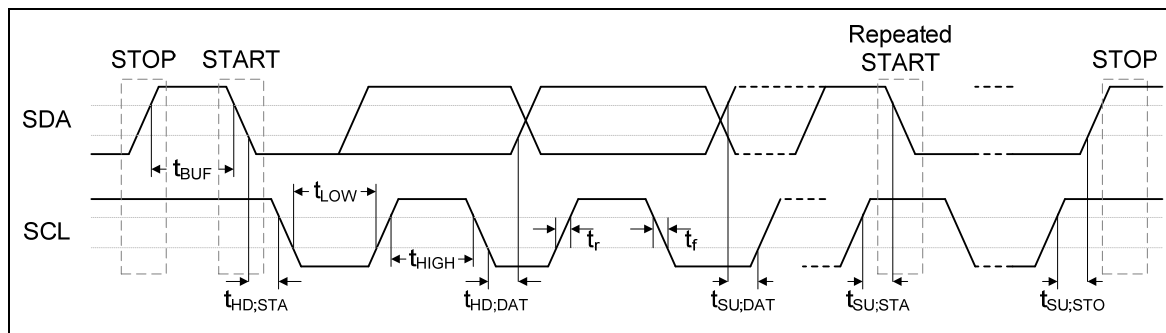 Repeated
STOP START START STOP
SDA
tBUF
tLOW
SCL
tHIGH tr tf
tHD;STA tHD;DAT tSU;DAT tSU;STA tSU;STO